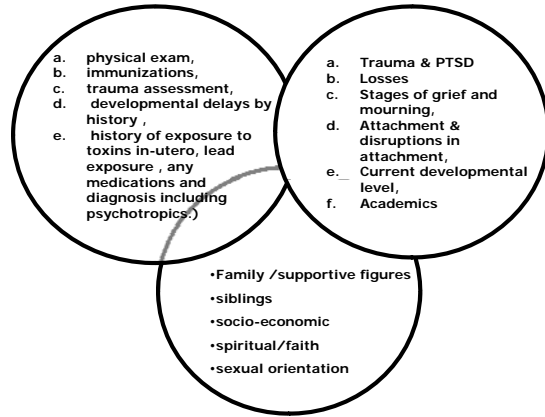 a. physical exam,
b. immunizations,
c. trauma assessment,
d. developmental delays by
history ,
e. history of exposure to
toxins in-utero, lead
exposure , any
medications and
diagnosis including
psychotropics.)
a. Trauma & PTSD
b. Losses
c. Stages of grief and
mourning,
d. Attachment &
disruptions in
attachment,
e. Current developmental
level,
f. Academics
•Family /supportive figures
•siblings
•socio-economic
•spiritual/faith
•sexual orientation